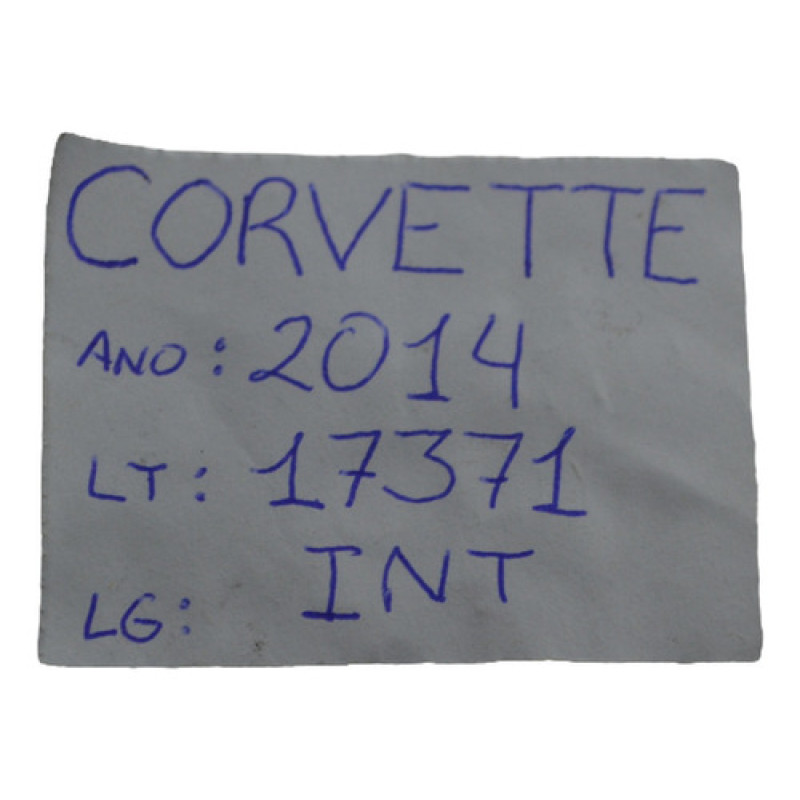 CORVETTE
ANO: 2014
LT: 17371
LG: INT